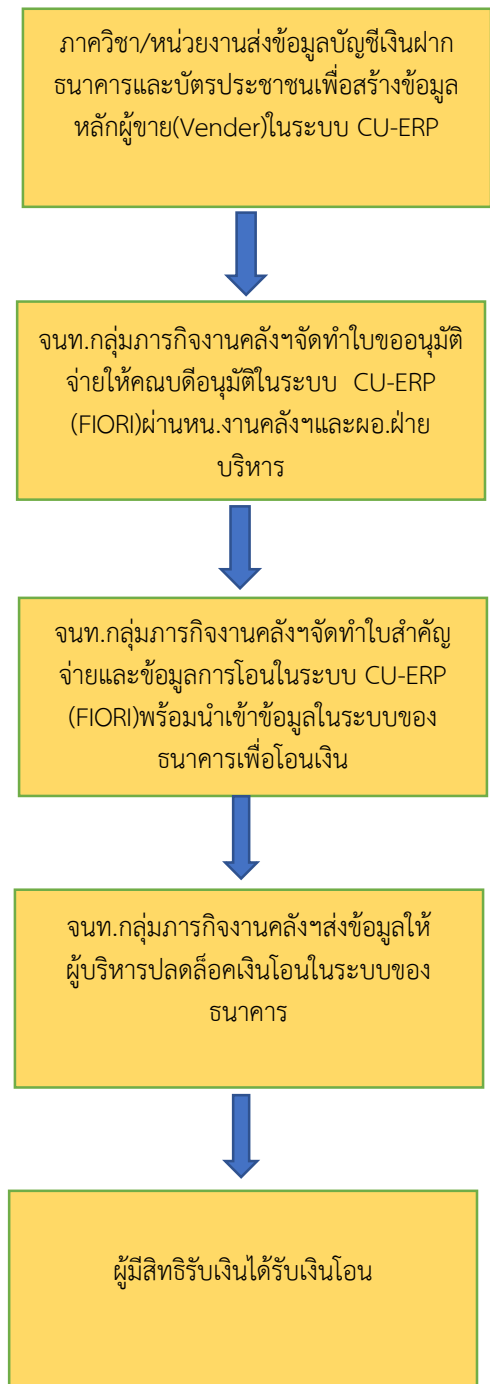 ภาควิชา/หน่วยงานส่งข้อมูลบัญชีเงินฝาก
ธนาคารและบัตรประชาชนเพื่อสร้างข้อมูล
หลักผู้ขาย(Vender)ในระบบ CU-ERP
จนท.กลุ่มภารกิจงานคลังฯจัดทำใบขออนุมัติ
จ่ายให้คณบดีอนุมัติในระบบ CU-ERP
(FIORI)ผ่านหน.งานคลังฯและผอ.ฝ่าย
บริหาร
จนท.กลุ่มภารกิจงานคลังฯจัดทำใบสำคัญ
จ่ายและข้อมูลการโอนในระบบ CU-ERP
(FIORI)พร้อมนำเข้าข้อมูลในระบบของ
ธนาคารเพื่อโอนเงิน
จนท.กลุ่มภารกิจงานคลังฯส่งข้อมูลให้
ผู้บริหารปลดล็อคเงินโอนในระบบของ
ธนาคาร
ผู้มีสิทธิรับเงินได้รับเงินโอน